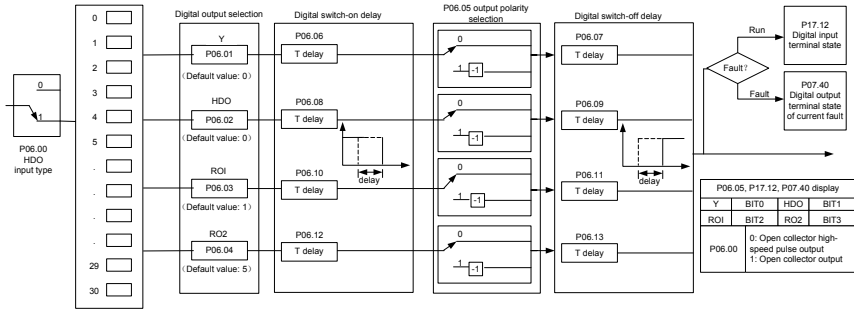 0
1
P06.00
HDO
input type
0
1
2
3
4
5
.
.
.
.
29
30
Digital output selection
Y
P06.01
(Default value: 0)
HDO
P06.02
(Default value: 0)
ROI
P06.03
(Default value: 1)
RO2
P06.04
(Default value: 5)
Digital switch-on delay
P06.06
T delay
P06.08
T delay
delay
P06.10
T delay
P06.12
T delay
P06.05 output polarity
selection
0
1
-1
0
1
-1
0
1
-1
0
1
-1
Digital switch-off delay
P06.07
T delay
P06.09
T delay
delay
P06.11
T delay
P06.13
T delay
Fault?
Run
Fault
P17.12
Digital input
terminal state
P07.40
Digital output
terminal state
of current fault
P06.05, P17.12, P07.40 display
Y BIT0 HDO BIT1
ROI BIT2 RO2 BIT3
P06.00
0: Open collector high-
speed pulse output
1: Open collector output